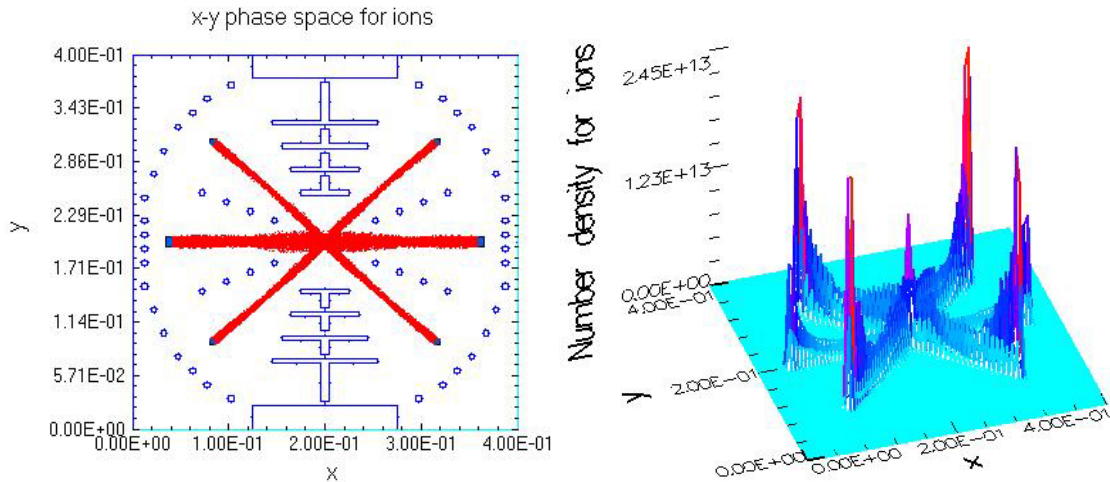 x-y phase space for ions
4.00E-01
3.43E-01
2.86E-01
2.29E-01
1.71E-01
1.14E-01
5.71E-02
0.00E+00
y
0.00E+00 1.00E-01 2.00E-01 3.00E-01 4.00E-01
x
Number density for ions
2.45E+13
1.23E+13
0.00E+00
4.00E-01
2.00E-01
0.00E+00
y
0.00E+00
2.00E-01
4.00E-01
x